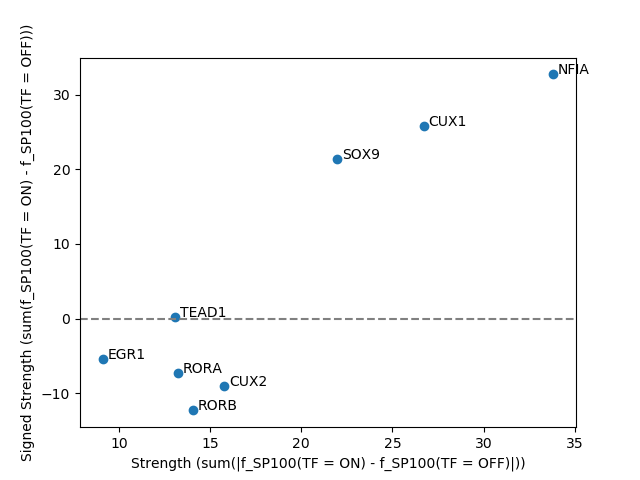 Signed Strength (sum(f_SP100(TF = ON) - f_SP100(TF = OFF)))
30
20
10
0
−10
NFIA
CUX1
SOX9
TEAD1
EGR1
RORA
CUX2
RORB
10 15 20 25 30 35
Strength (sum(|f_SP100(TF = ON) - f_SP100(TF = OFF)|))